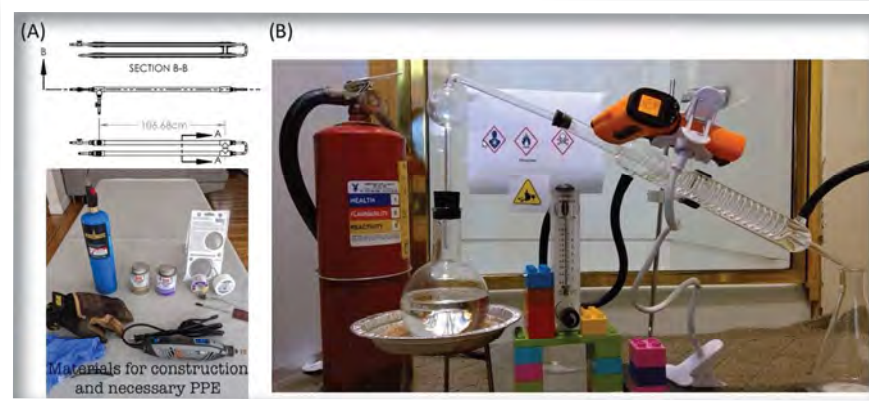 (A)
B
SECTION B-B
106.68cm
A
A
Materials for construction
and necessary PPE
(B)
HEALTH
FLAMMABILITY
REACTIVITY